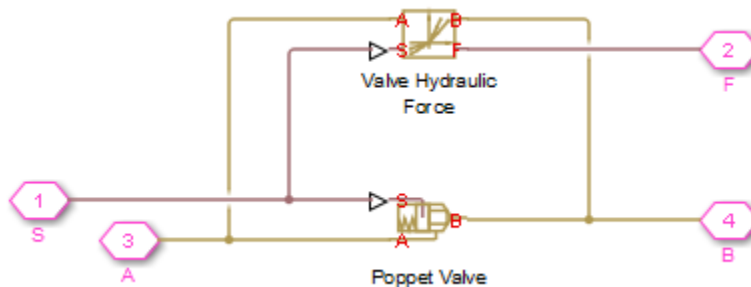 A B
S F
2
F
Valve Hydraulic
Force
1
S
S
B
A
3
A
4
B
Poppet Valve